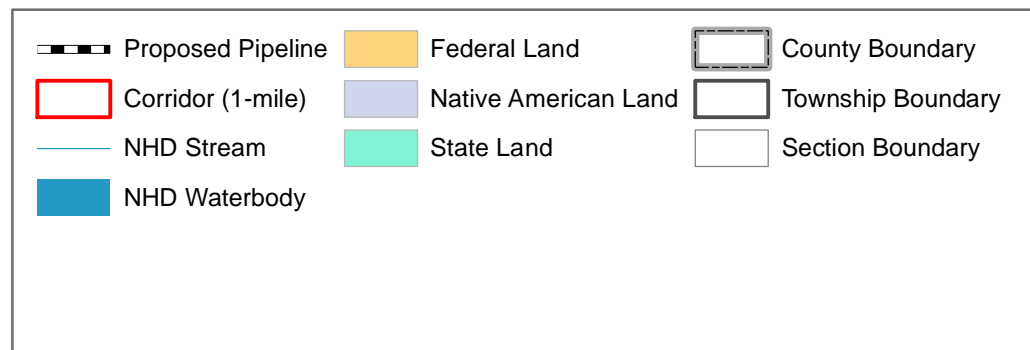 Proposed Pipeline
Corridor (1-mile)
NHD Stream
NHD Waterbody
Federal Land
Native American Land
State Land
County Boundary
Township Boundary
Section Boundary